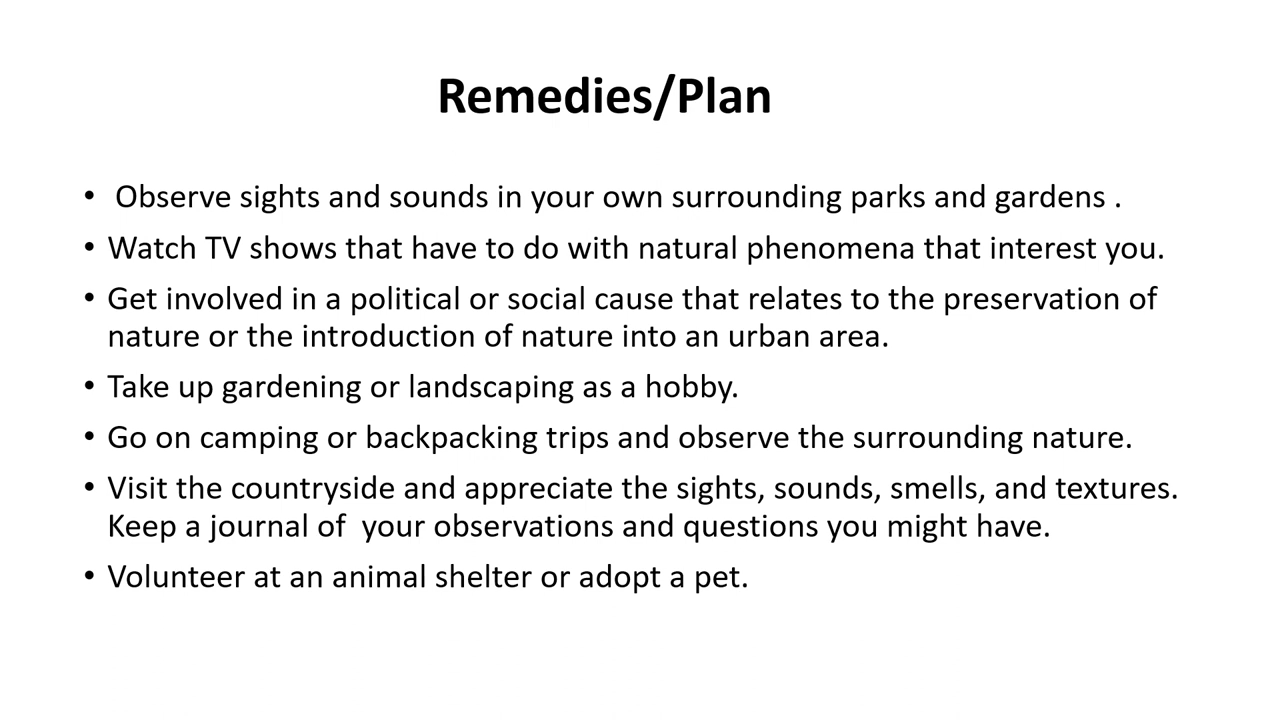 Remedies/Plan
• Observe sights and sounds in your own surrounding parks and gardens .
• Watch TV shows that have to do with natural phenomena that interest you.
• Get involved in a political or social cause that relates to the preservation of
nature or the introduction of nature into an urban area.
• Take up gardening or landscaping as a hobby.
• Go on camping or backpacking trips and observe the surrounding nature.
• Visit the countryside and appreciate the sights, sounds, smells, and textures.
Keep a journal of  your observations and questions you might have.
• Volunteer at an animal shelter or adopt a pet.